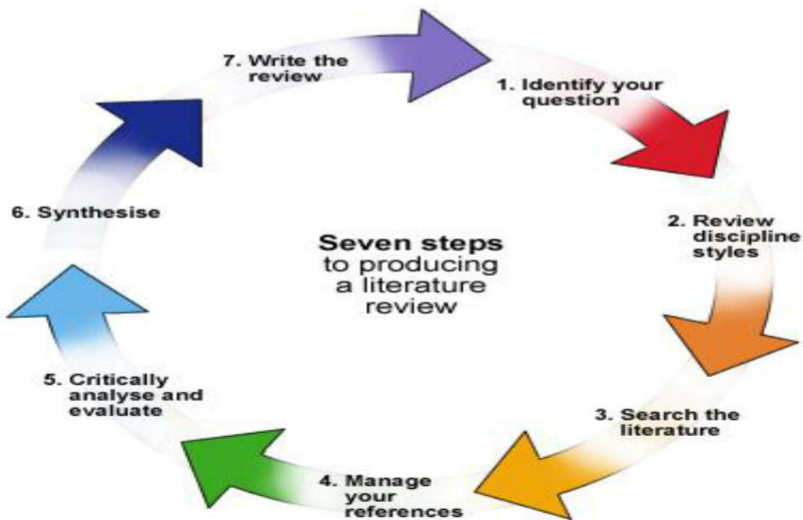 Seven steps
to producing
a literature
review
1. Identify your
question
2. Review
discipline
styles
3. Search the
literature
4. Manage
your
references
5. Critically
analyse and
evaluate
6. Synthesise
7. Write the
review